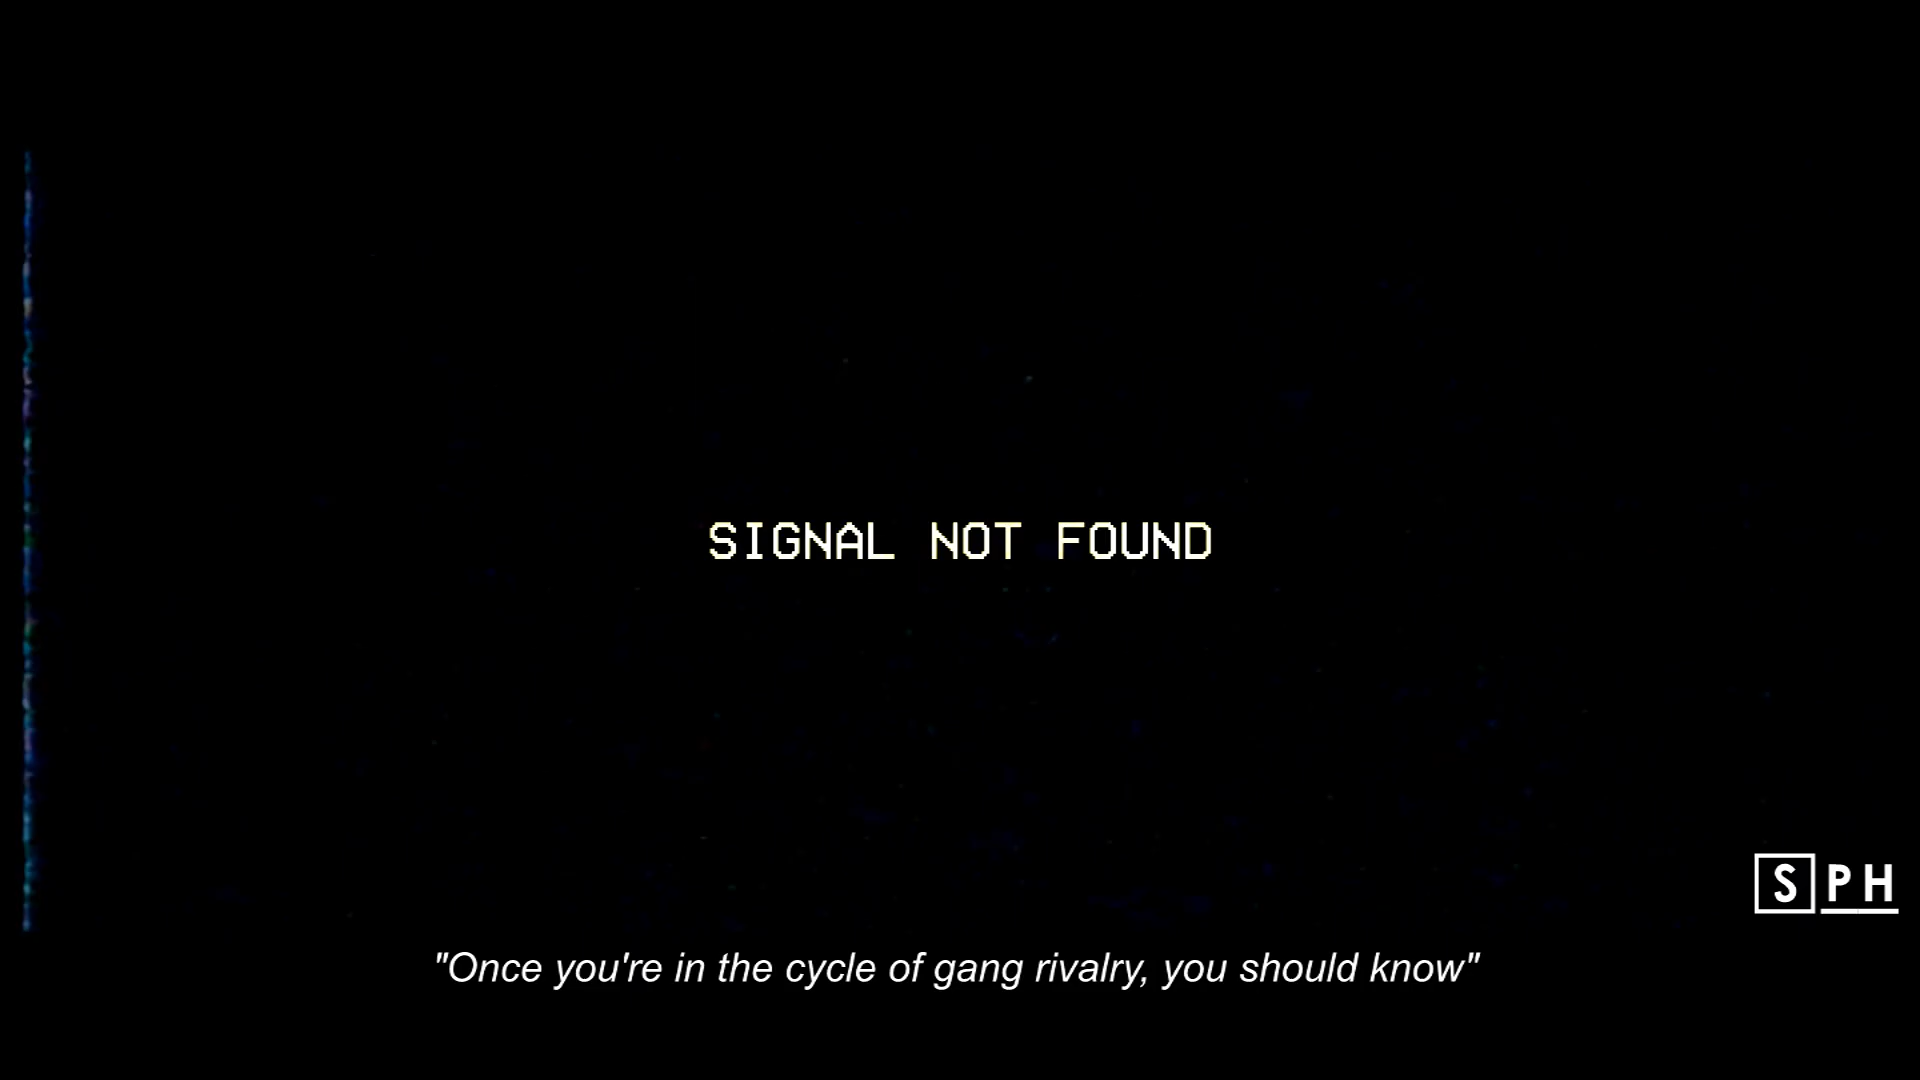 SIGNAL NOT FOUND
SPH
"Once you're in the cycle of gang rivalry, you should know"